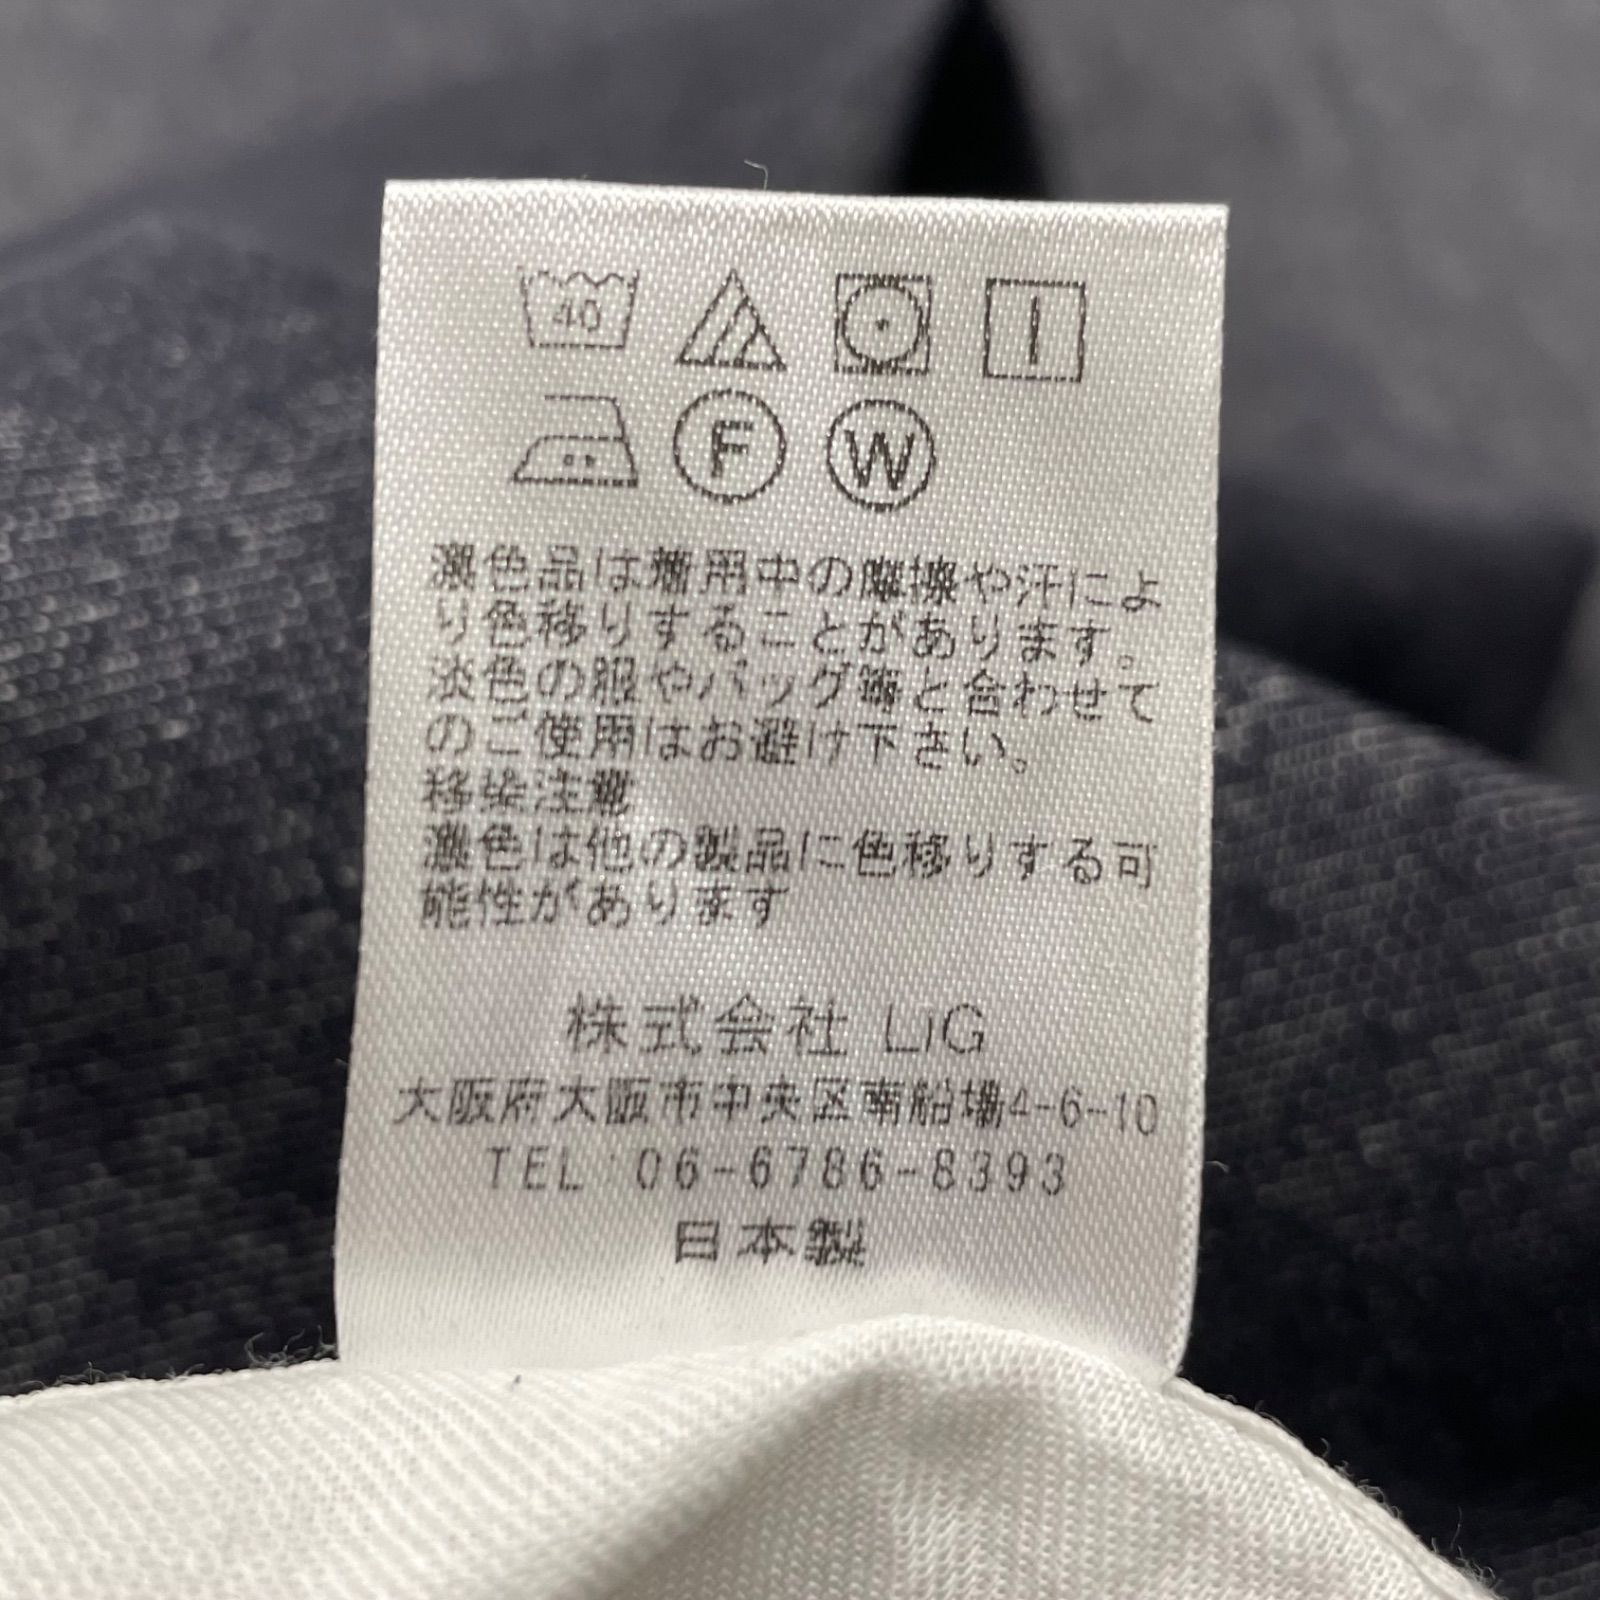 40
F W
濃色品は着用中の摩擦や汗によ
り色移りすることがあります。
淡色の服やバッグ等と合わせて
のご使用はお避け下さい。
移染注意
濃色は他の製品に色移りする可
能性があります
株式会社 LiG
大阪府大阪市中央区南船場4-6-10
TEL:06-6786-8393
日本製